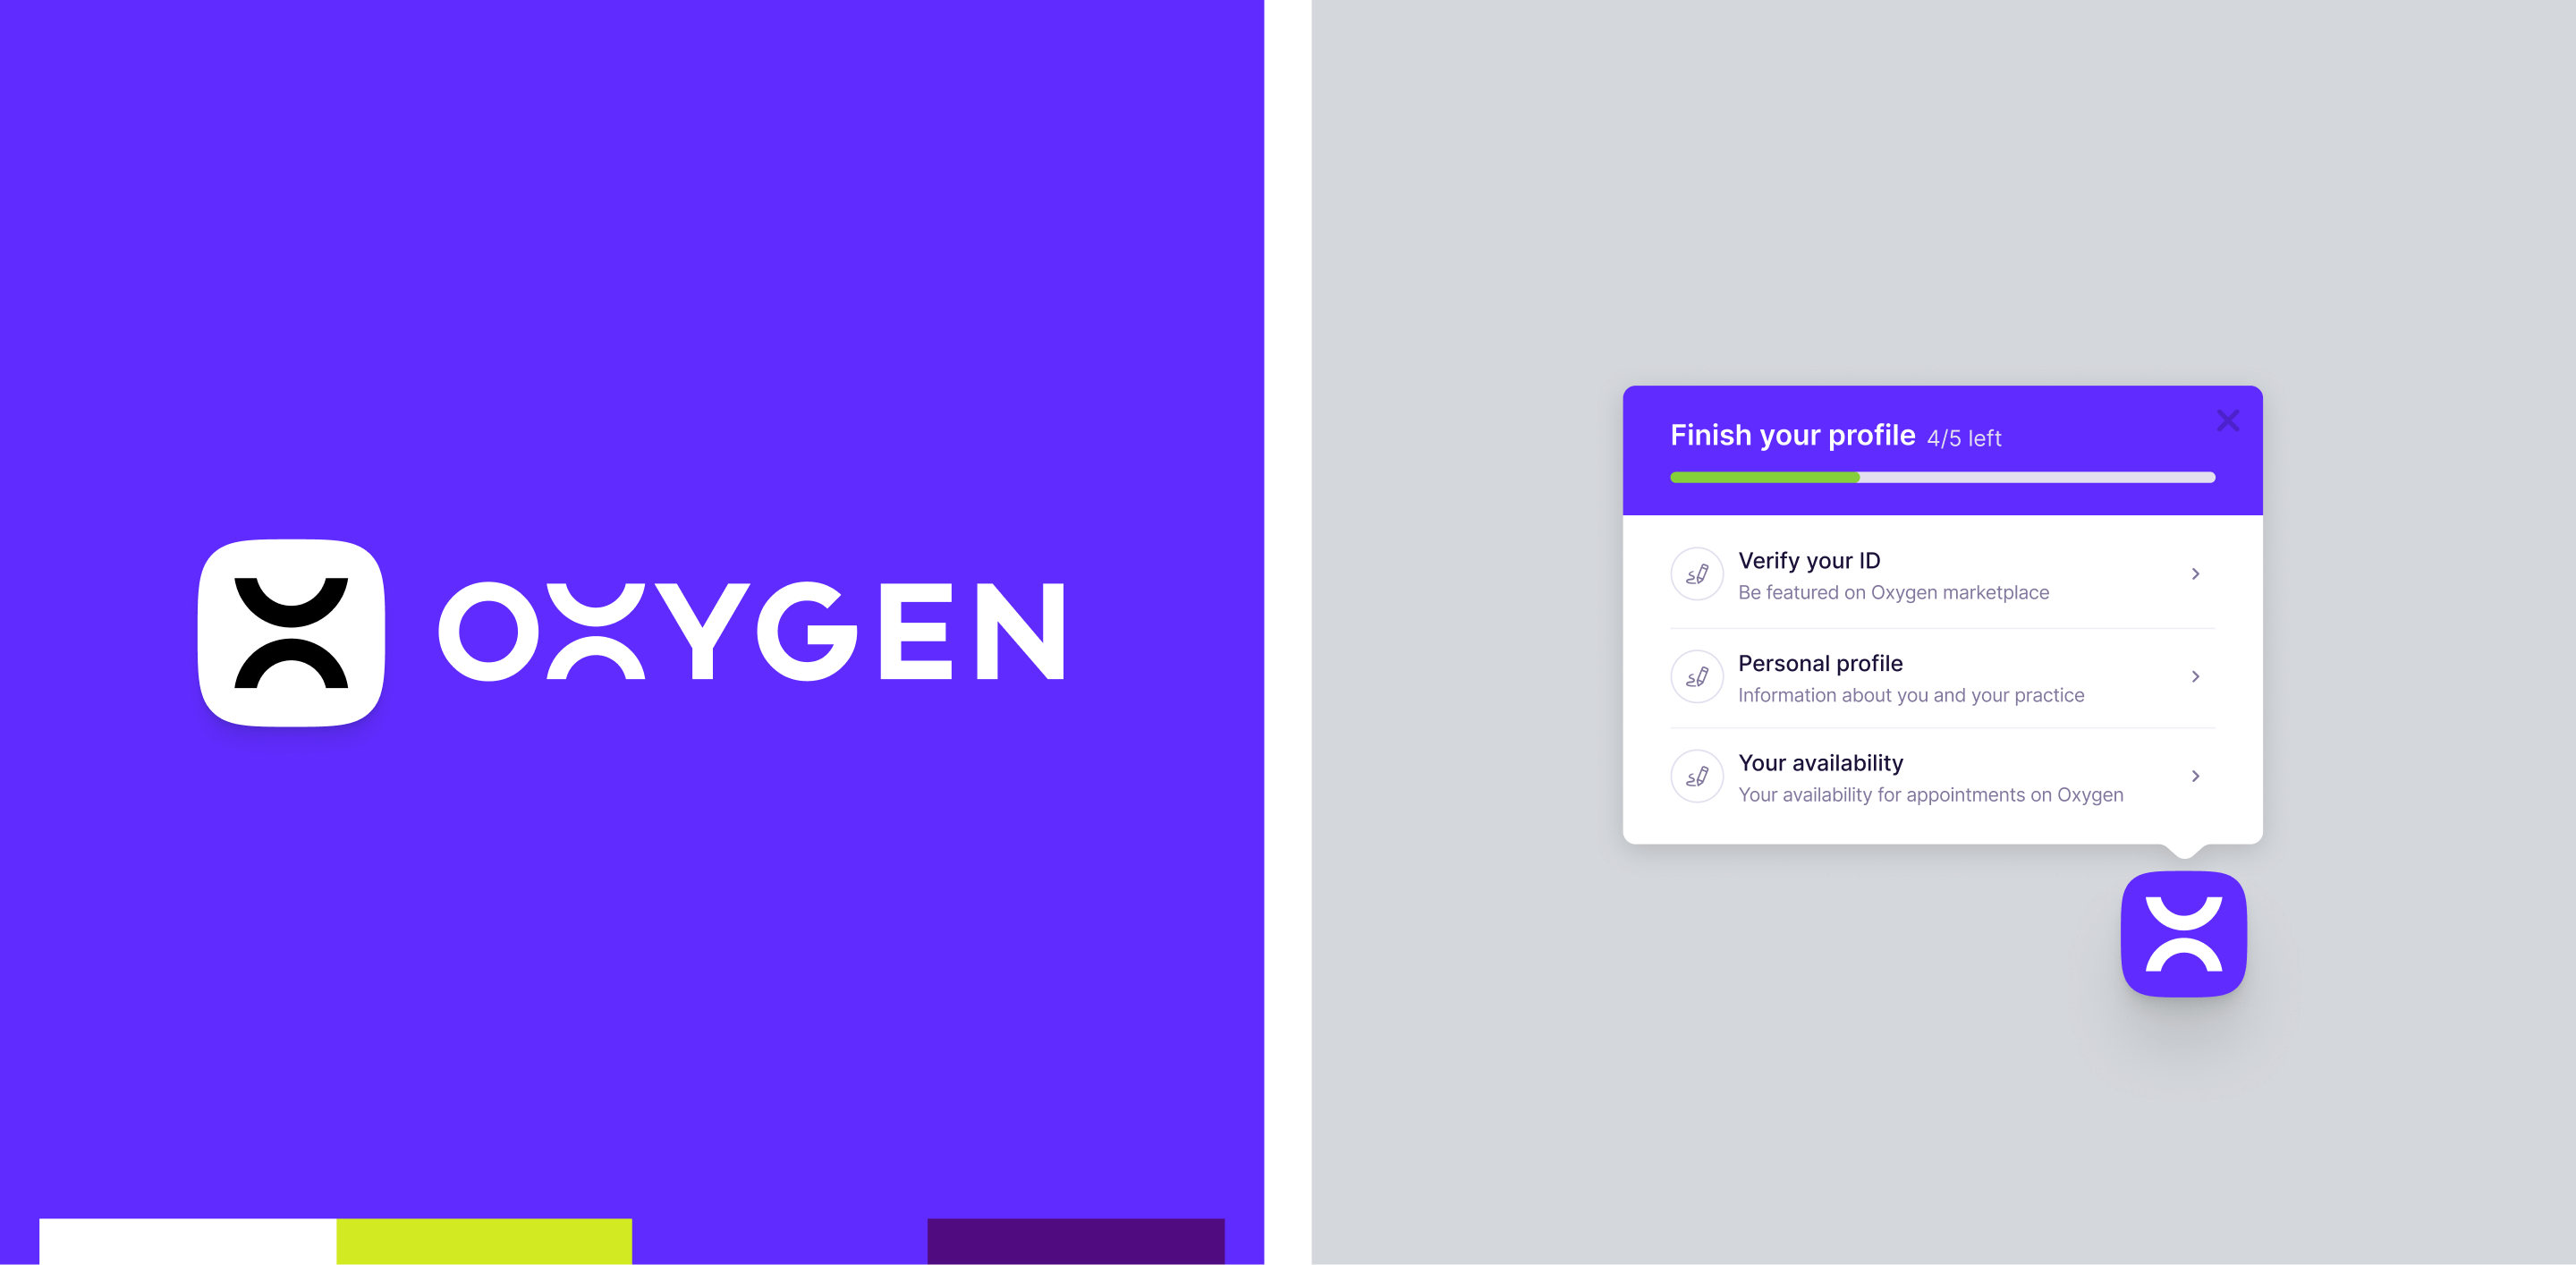 OXYGEN
Finish your profile 4/5 left
Verify your ID
Be featured on Oxygen marketplace
Personal profile
Information about you and your practice
Your availability
Your availability for appointments on Oxygen